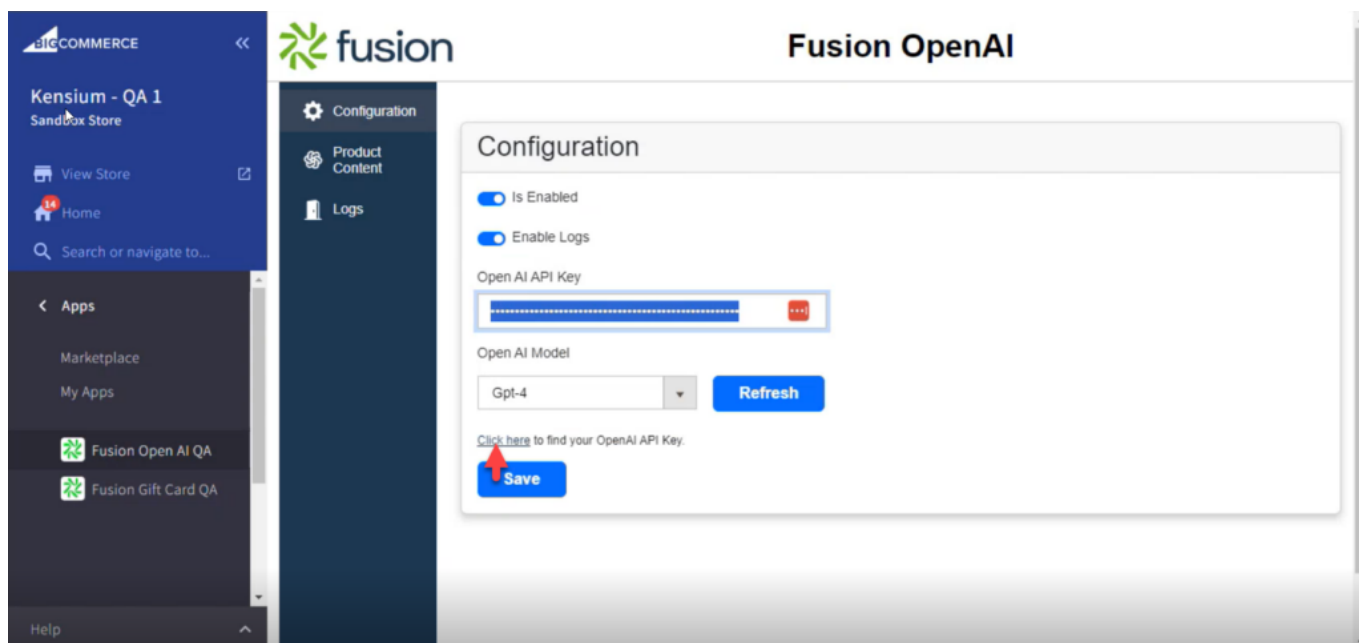 BIGCOMMERCE
«
Kensium - QA 1
Sandbox Store
View Store
14
Home
Search or navigate to...
Apps
Marketplace
My Apps
Fusion Open AI QA
Fusion Gift Card QA
Help
fusion
Fusion OpenAI
Configuration
Product
Content
Logs
Configuration
Is Enabled
Enable Logs
Open AI API Key
Open AI Model
Gpt-4
Refresh
Click here to find your OpenAI API Key.
Save